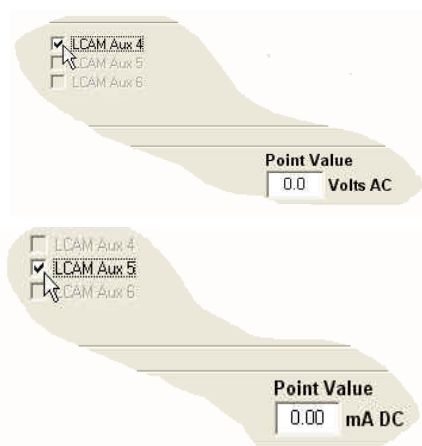 LCAM Aux 4
LCAM Aux 5
LCAM Aux 6
Point Value
0.0 Volts AC
LCAM Aux 4
LCAM Aux 5
LCAM Aux 6
Point Value
0.00 mA DC